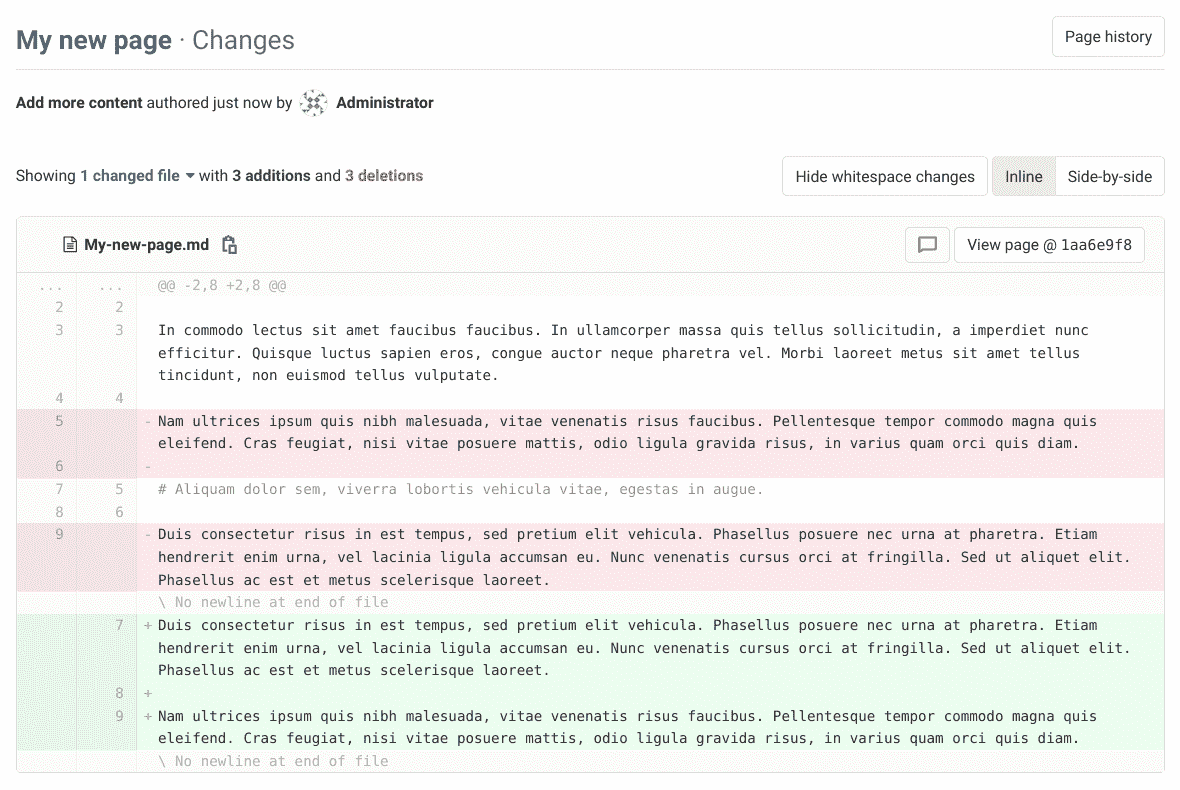 My new page · Changes
Page history
Add more content authored just now by Administrator
Showing 1 changed file with 3 additions and 3 deletions
Hide whitespace changes
Inline
Side-by-side
My-new-page.md
View page @ 1aa6e9f8
... ... @@ -2,8 +2,8 @@
2 2
3 3 In commodo lectus sit amet faucibus faucibus. In ullamcorper massa quis tellus sollicitudin, a imperdiet nunc
efficitur. Quisque luctus sapien eros, congue auctor neque pharetra vel. Morbi laoreet metus sit amet tellus
tincidunt, non euismod tellus vulputate.
4 4
5 - Nam ultrices ipsum quis nibh malesuada, vitae venenatis risus faucibus. Pellentesque tempor commodo magna quis
eleifend. Cras feugiat, nisi vitae posuere mattis, odio ligula gravida risus, in varius quam orci quis diam.
6 -
7 5 # Aliquam dolor sem, viverra lobortis vehicula vitae, egestas in augue.
8 6
9 - Duis consectetur risus in est tempus, sed pretium elit vehicula. Phasellus posuere nec urna at pharetra. Etiam
hendrerit enim urna, vel lacinia ligula accumsan eu. Nunc venenatis cursus orci at fringilla. Sed ut aliquet elit.
Phasellus ac est et metus scelerisque laoreet.
\ No newline at end of file
7 + Duis consectetur risus in est tempus, sed pretium elit vehicula. Phasellus posuere nec urna at pharetra. Etiam
hendrerit enim urna, vel lacinia ligula accumsan eu. Nunc venenatis cursus orci at fringilla. Sed ut aliquet elit.
Phasellus ac est et metus scelerisque laoreet.
8 +
9 + Nam ultrices ipsum quis nibh malesuada, vitae venenatis risus faucibus. Pellentesque tempor commodo magna quis
eleifend. Cras feugiat, nisi vitae posuere mattis, odio ligula gravida risus, in varius quam orci quis diam.
\ No newline at end of file